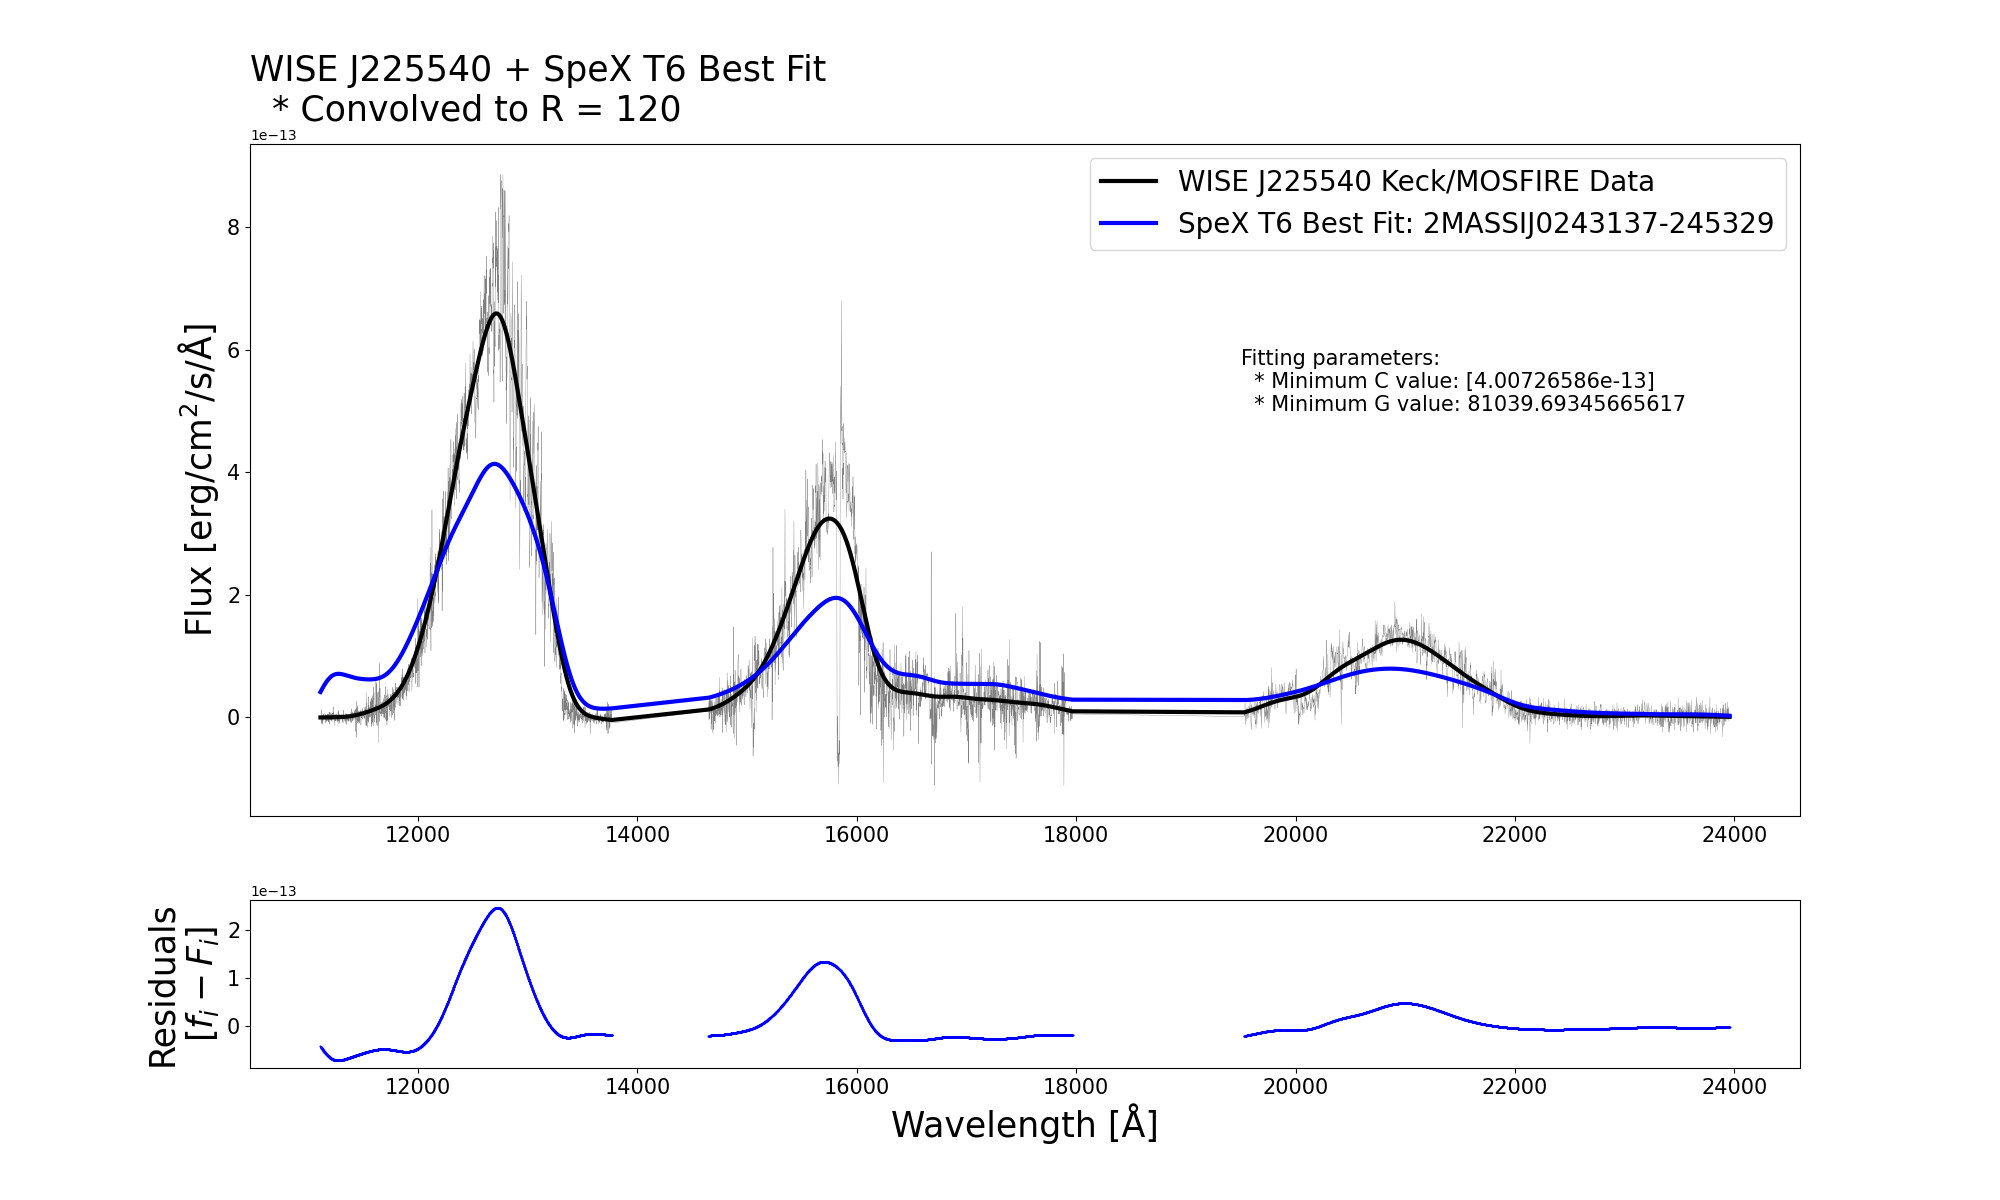 WISE J225540 + SpeX T6 Best Fit
* Convolved to R = 120
1e−13
WISE J225540 Keck/MOSFIRE Data
SpeX T6 Best Fit: 2MASSIJ0243137-245329
Fitting parameters:
* Minimum C value: [4.00726586e-13]
* Minimum G value: 81039.69345665617
Flux [erg/cm²/s/Å]
8
6
4
2
0
12000 14000 16000 18000 20000 22000 24000
1e−13
Residuals
[fᵢ − Fᵢ]
2
1
0
12000 14000 16000 18000 20000 22000 24000
Wavelength [Å]